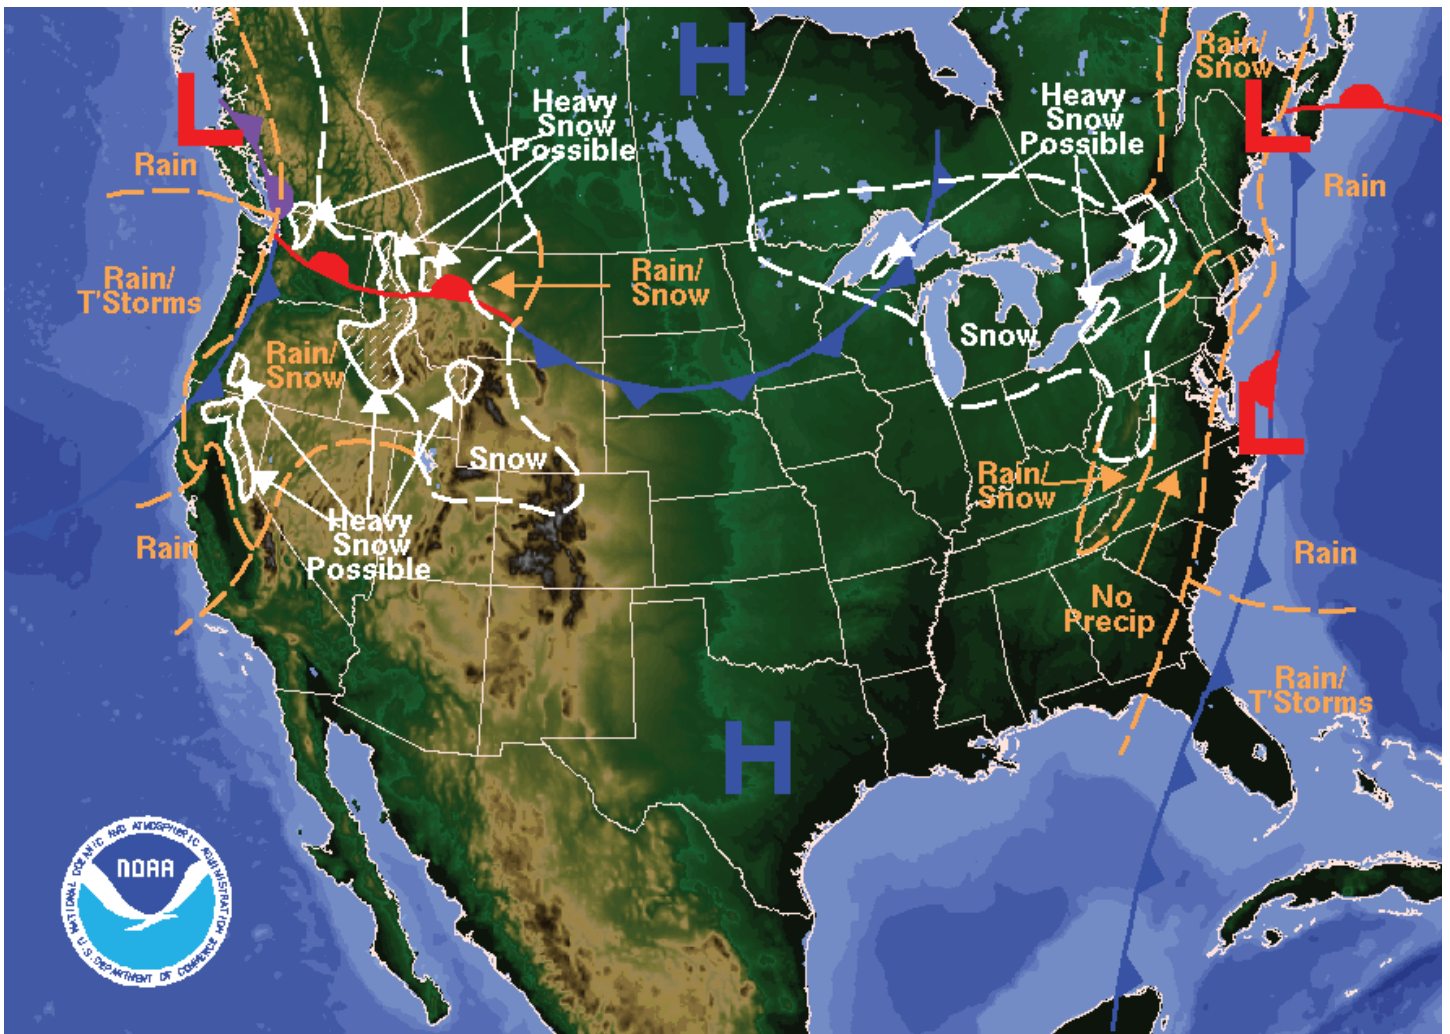 H
Rain/
Snow
Heavy
Snow
Possible
Heavy
Snow
Possible
L
L
Rain
Rain
Rain/
T'Storms
Rain/
Snow
Rain/
Snow
Snow
L
Snow
Rain/
Snow
Heavy
Snow
Possible
Rain
Rain
No
Precip
Rain/
T'Storms
H
NATIONAL OCEANIC AND ATMOSPHERIC ADMINISTRATION
NOAA
U.S. DEPARTMENT OF COMMERCE